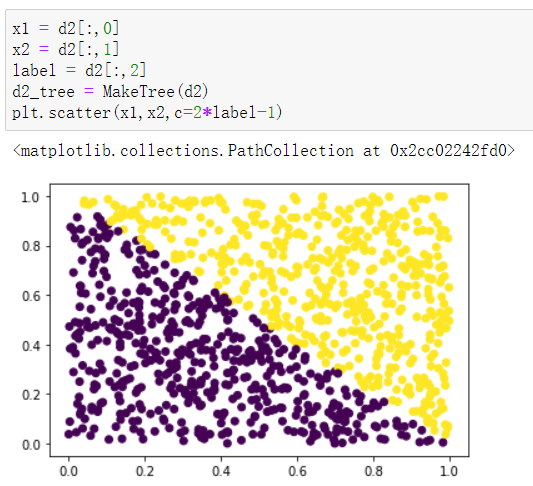 x1 = d2[:,0]
x2 = d2[:,1]
label = d2[:,2]
d2_tree = MakeTree(d2)
plt.scatter(x1,x2,c=2*label-1)
<matplotlib.collections.PathCollection at 0x2cc02242fd0>
1.0
0.8
0.6
0.4
0.2
0.0
0.0 0.2 0.4 0.6 0.8 1.0